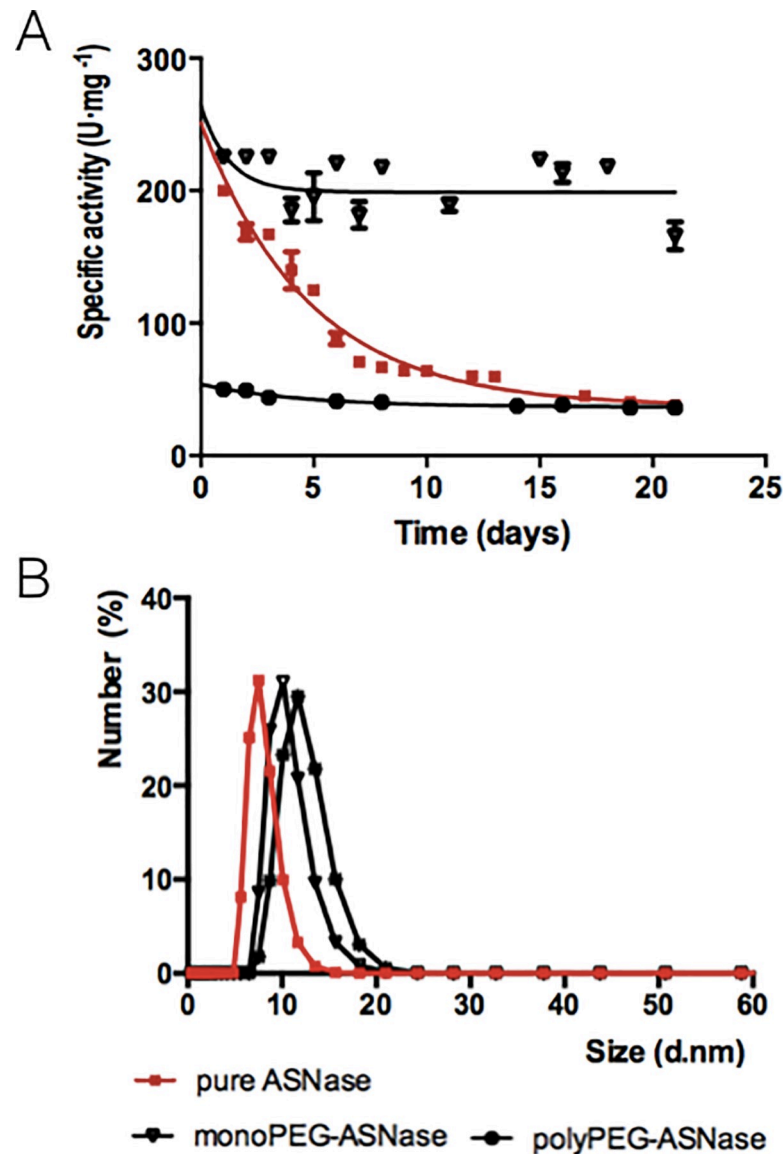 A
Specific activity (U·mg⁻¹)
300
200
100
0
0 5 10 15 20 25
Time (days)
B
Number (%)
40
30
20
10
0
0 10 20 30 40 50 60
Size (d.nm)
pure ASNase
monoPEG-ASNase polyPEG-ASNase